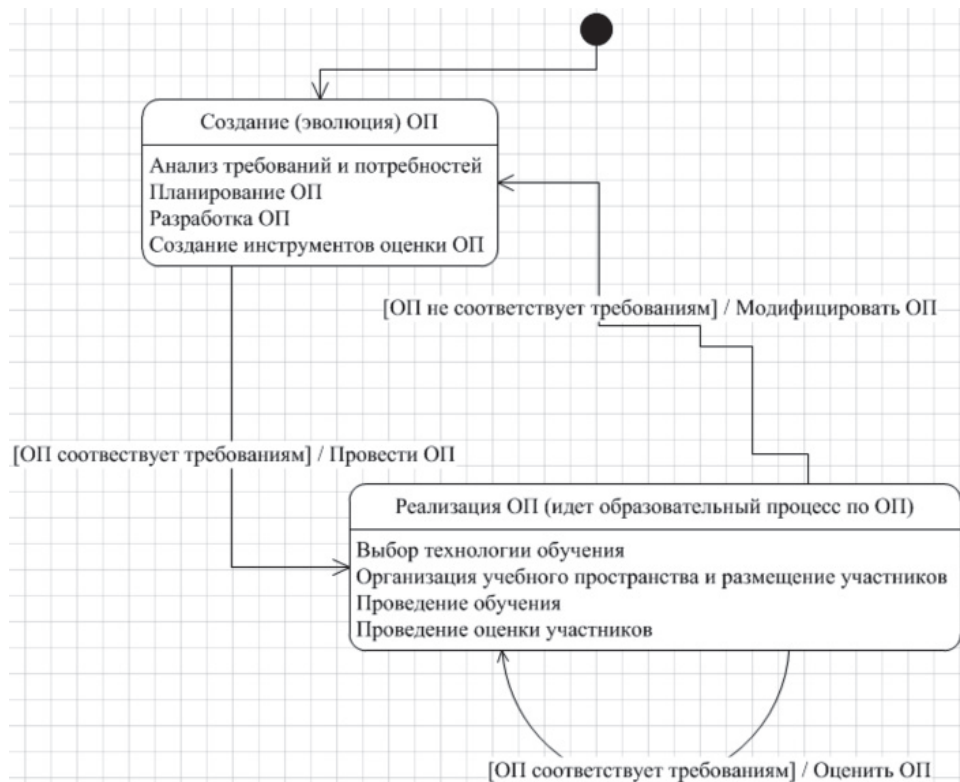 Создание (эволюция) ОП
Анализ требований и потребностей
Планирование ОП
Разработка ОП
Создание инструментов оценки ОП
[ОП не соответствует требованиям] / Модифицировать ОП
[ОП соотвествует требованиям] / Провести ОП
Реализация ОП (идет образовательный процесс по ОП)
Выбор технологии обучения
Организация учебного пространства и размещение участников
Проведение обучения
Проведение оценки участников
[ОП соответствует требованиям] / Оценить ОП